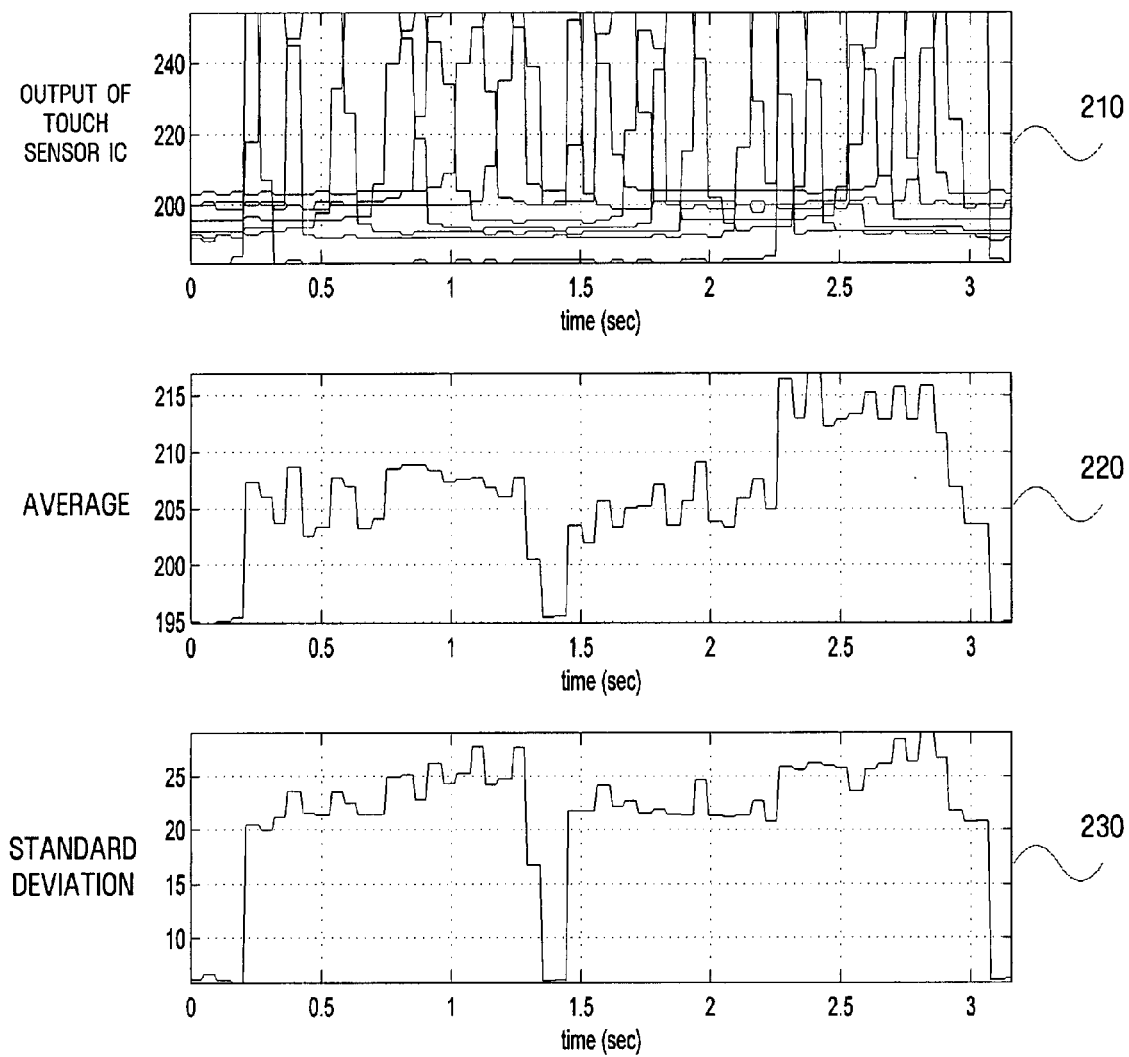 OUTPUT OF
TOUCH
SENSOR IC
240
220
200
0 0.5 1 1.5 2 2.5 3
time (sec)
210
AVERAGE
215
210
205
200
195
0 0.5 1 1.5 2 2.5 3
time (sec)
220
STANDARD
DEVIATION
25
20
15
10
0 0.5 1 1.5 2 2.5 3
time (sec)
230